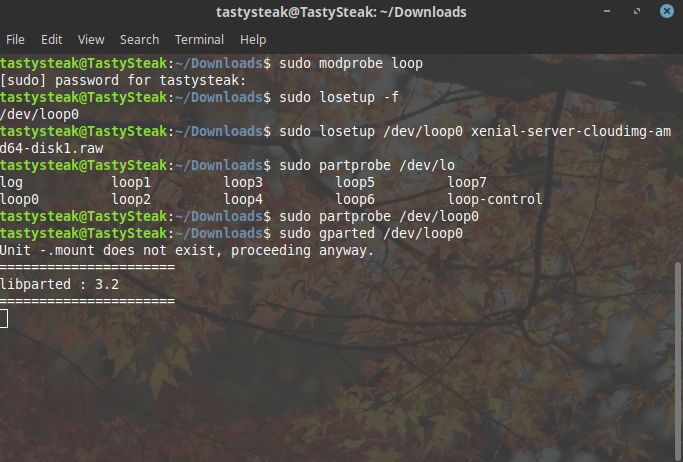 tastysteak@TastySteak: ~/Downloads
File Edit View Search Terminal Help
tastysteak@TastySteak:~/Downloads$ sudo modprobe loop
[sudo] password for tastysteak:
tastysteak@TastySteak:~/Downloads$ sudo losetup -f
/dev/loop0
tastysteak@TastySteak:~/Downloads$ sudo losetup /dev/loop0 xenial-server-cloudimg-am
d64-disk1.raw
tastysteak@TastySteak:~/Downloads$ sudo partprobe /dev/lo
log loop1 loop3 loop5 loop7
loop0 loop2 loop4 loop6 loop-control
tastysteak@TastySteak:~/Downloads$ sudo partprobe /dev/loop0
tastysteak@TastySteak:~/Downloads$ sudo gparted /dev/loop0
Unit -.mount does not exist, proceeding anyway.
======================
libparted : 3.2
======================